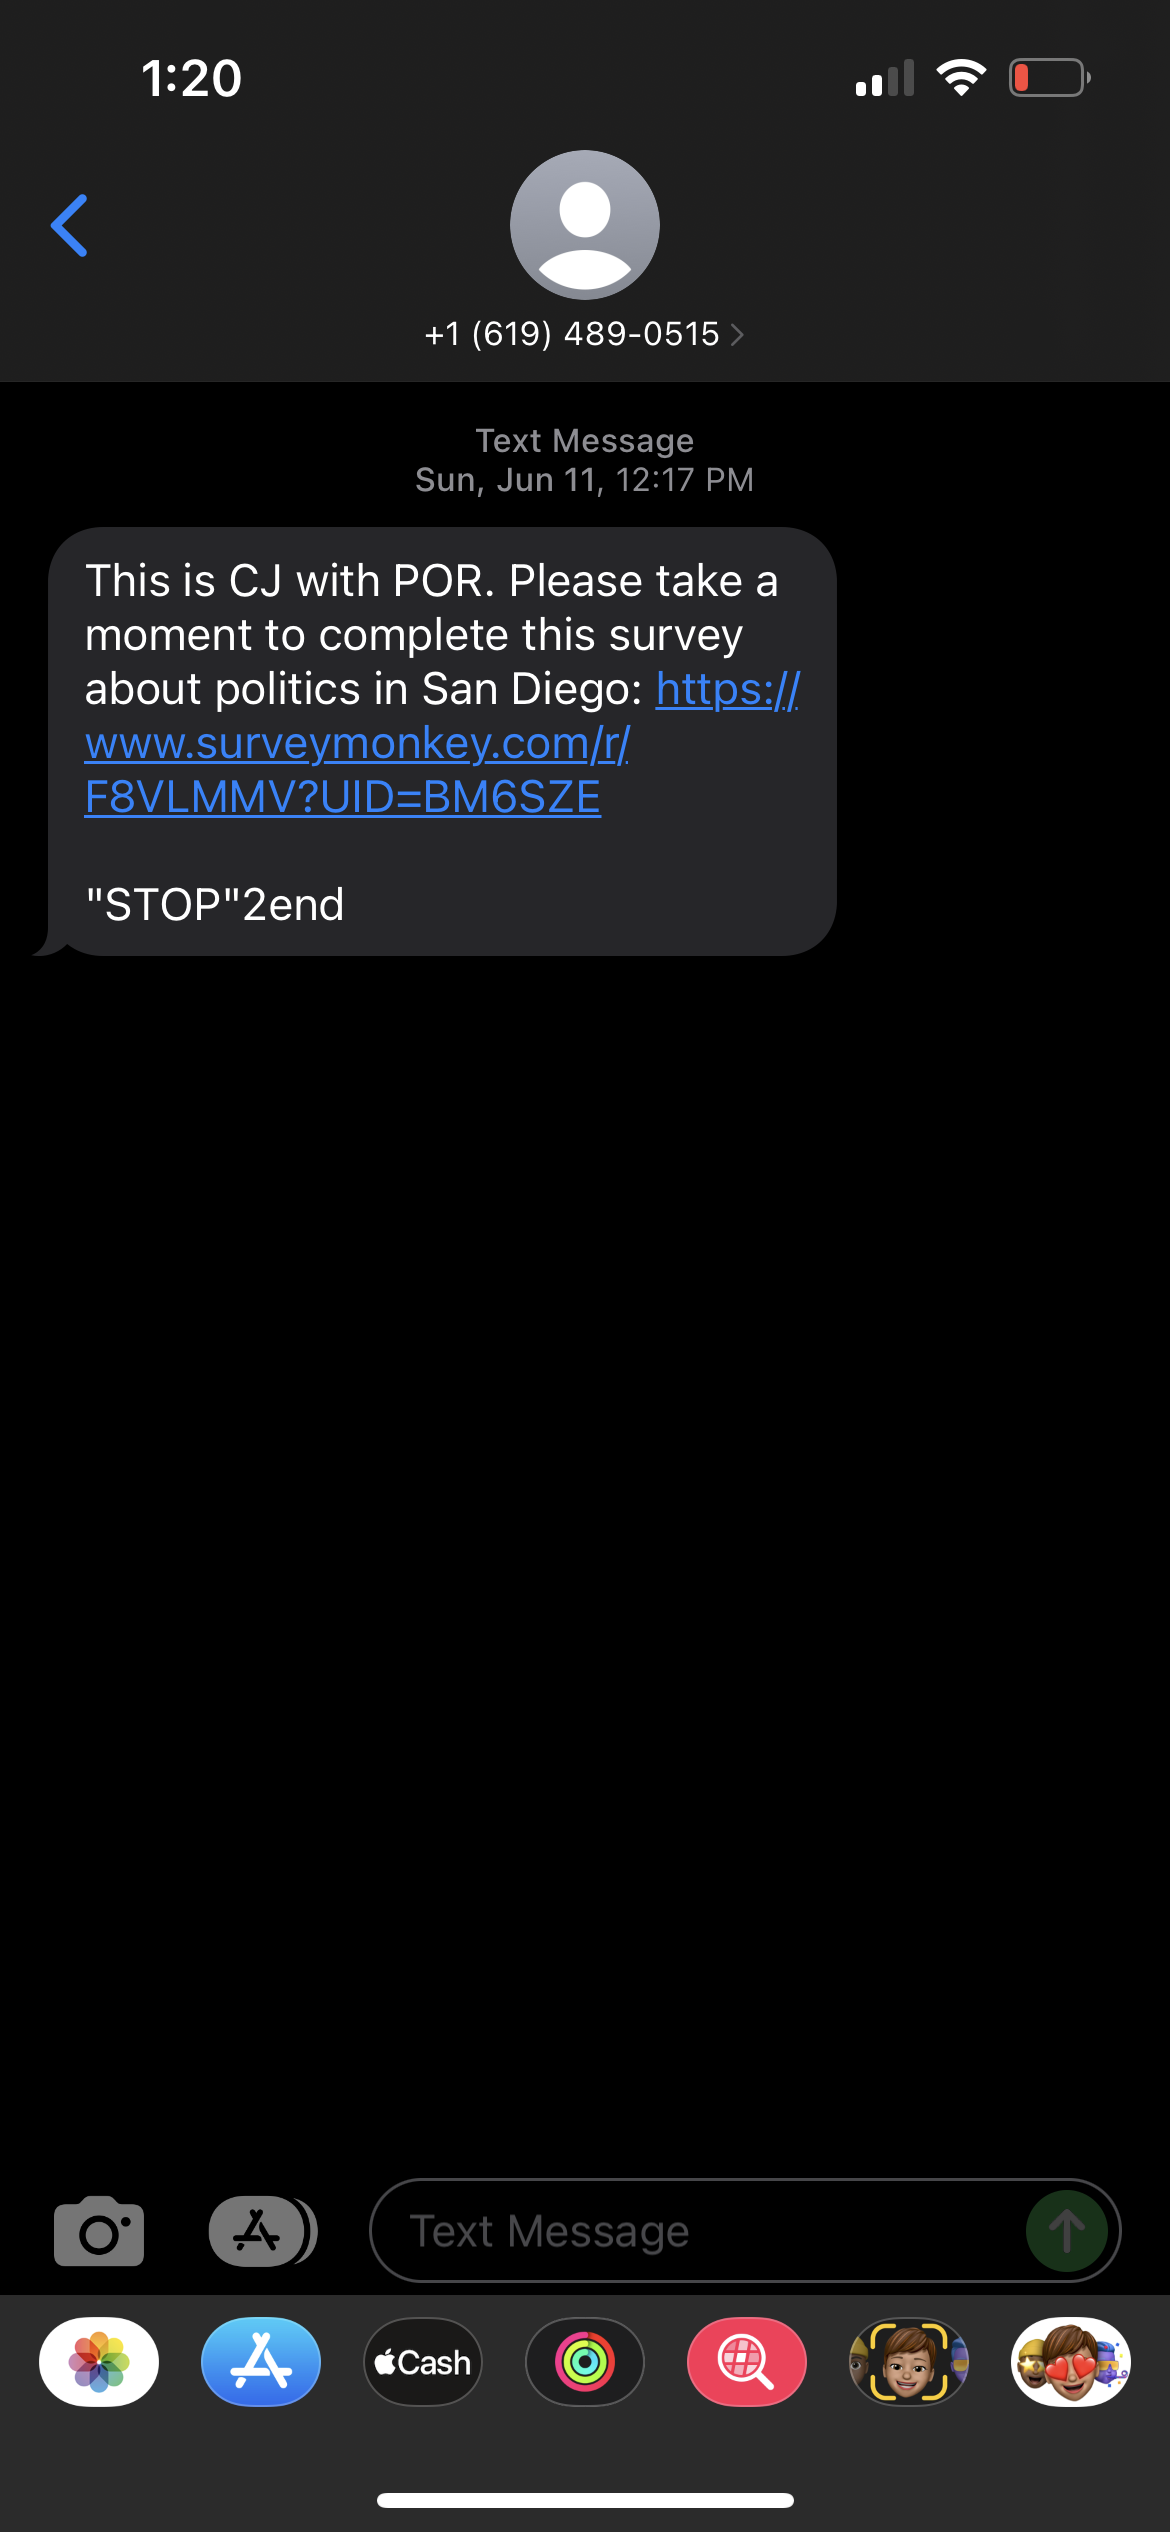 1:20
+1 (619) 489-0515
Text Message
Sun, Jun 11, 12:17 PM
This is CJ with POR. Please take a
moment to complete this survey
about politics in San Diego: https://
www.surveymonkey.com/r/
F8VLMMV?UID=BM6SZE
"STOP"2end
Text Message
Cash